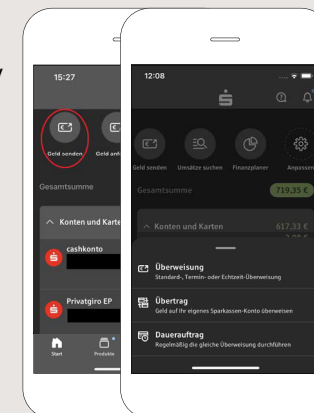 y
15:27
Geld senden Geld anf
Gesamtsumme
Konten und Karte
cashkonto
Privatgiro EP
Start Produkte
12:08
Geld senden Umsätze suchen Finanzplaner Anpassen
Gesamtsumme 719,35 €
Konten und Karten 617,33 €
Überweisung
Standard-, Termin- oder Echtzeit-Überweisung
Übertrag
Geld auf Ihr eigenes Sparkassen-Konto überweisen
Dauerauftrag
Regelmäßig die gleiche Überweisung durchführen